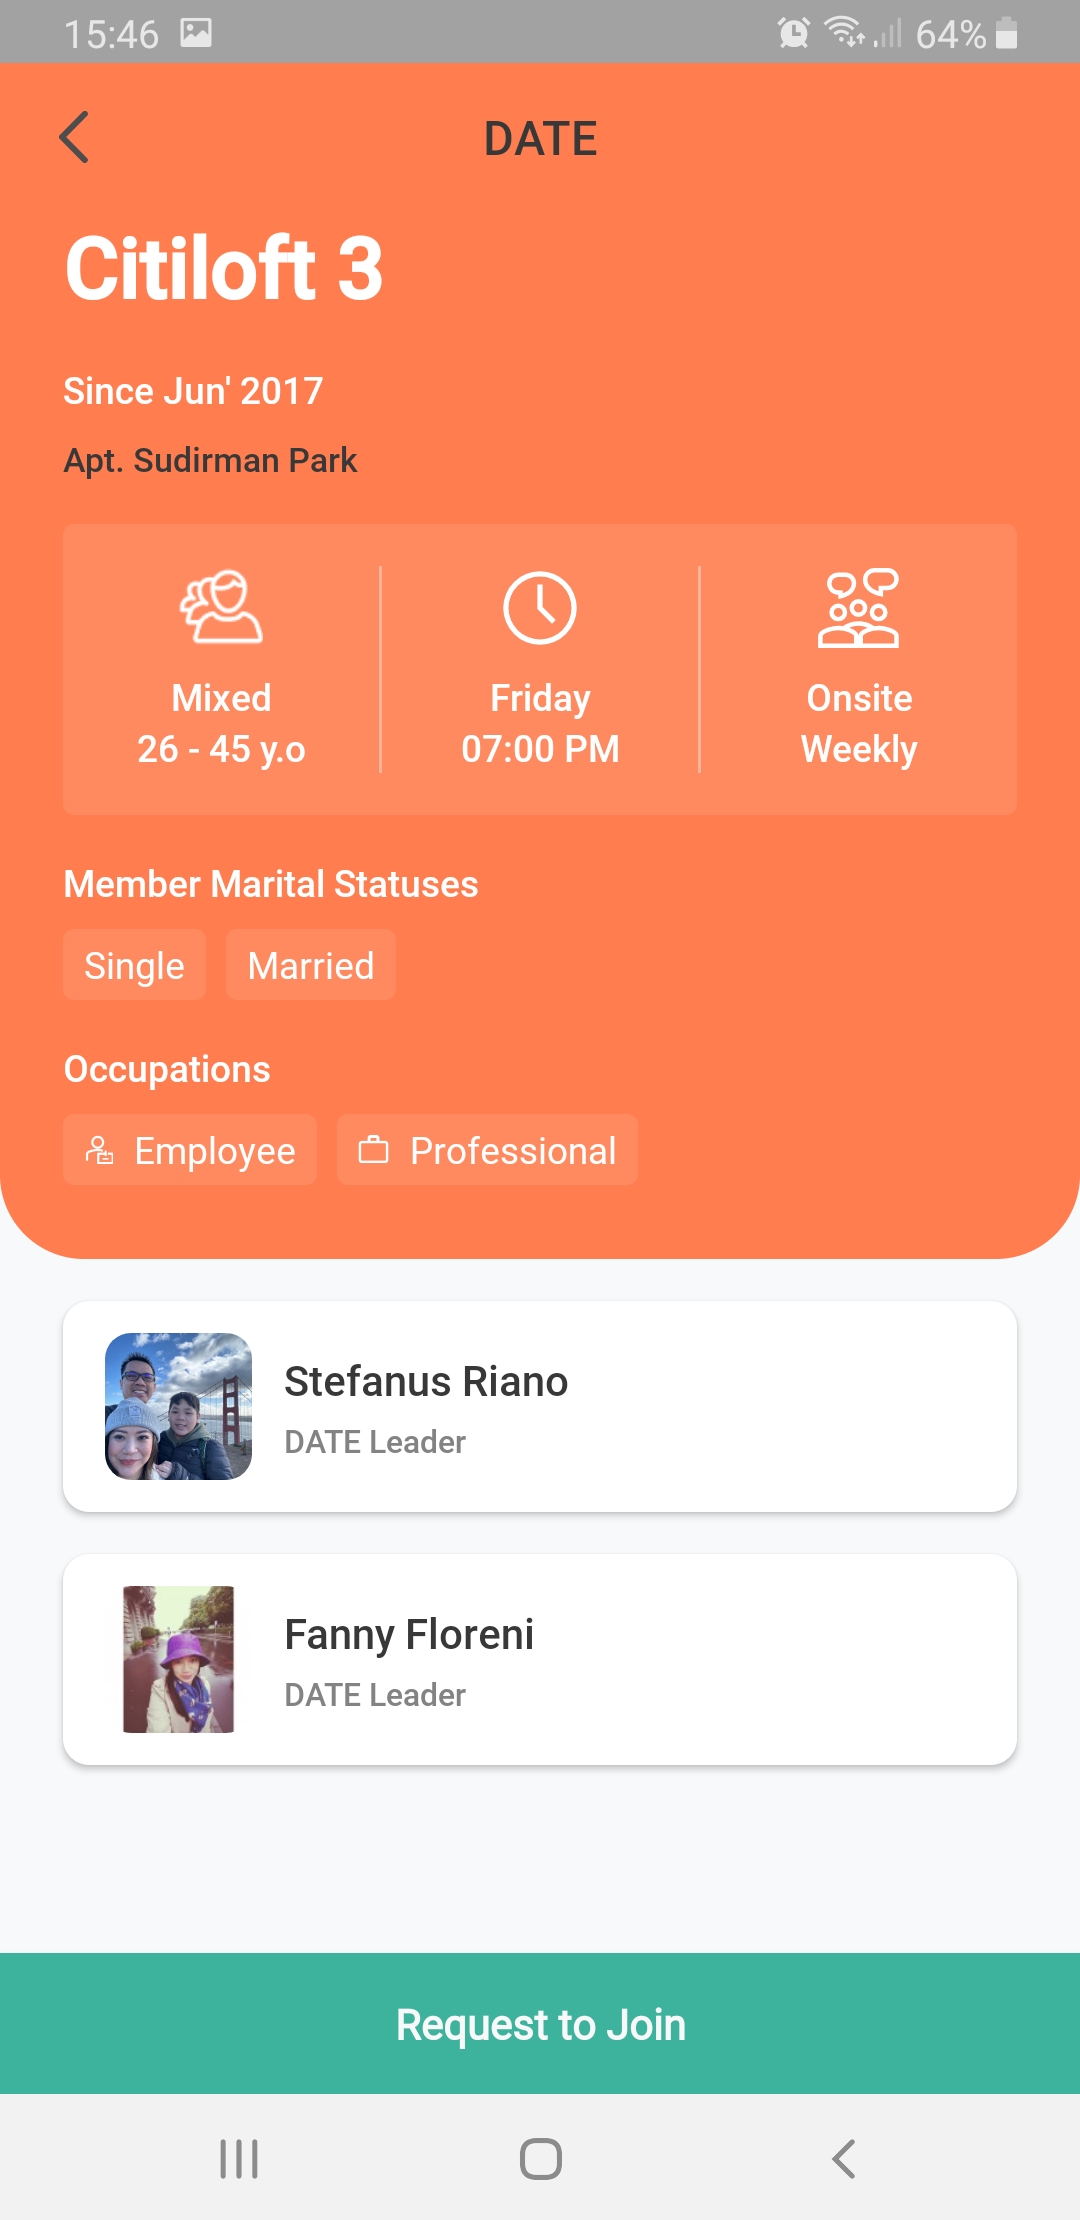 15:46
64%
DATE
Citiloft 3
Since Jun' 2017
Apt. Sudirman Park
Mixed
26 - 45 y.o
Friday
07:00 PM
Onsite
Weekly
Member Marital Statuses
Single
Married
Occupations
Employee
Professional
Stefanus Riano
DATE Leader
Fanny Floreni
DATE Leader
Request to Join